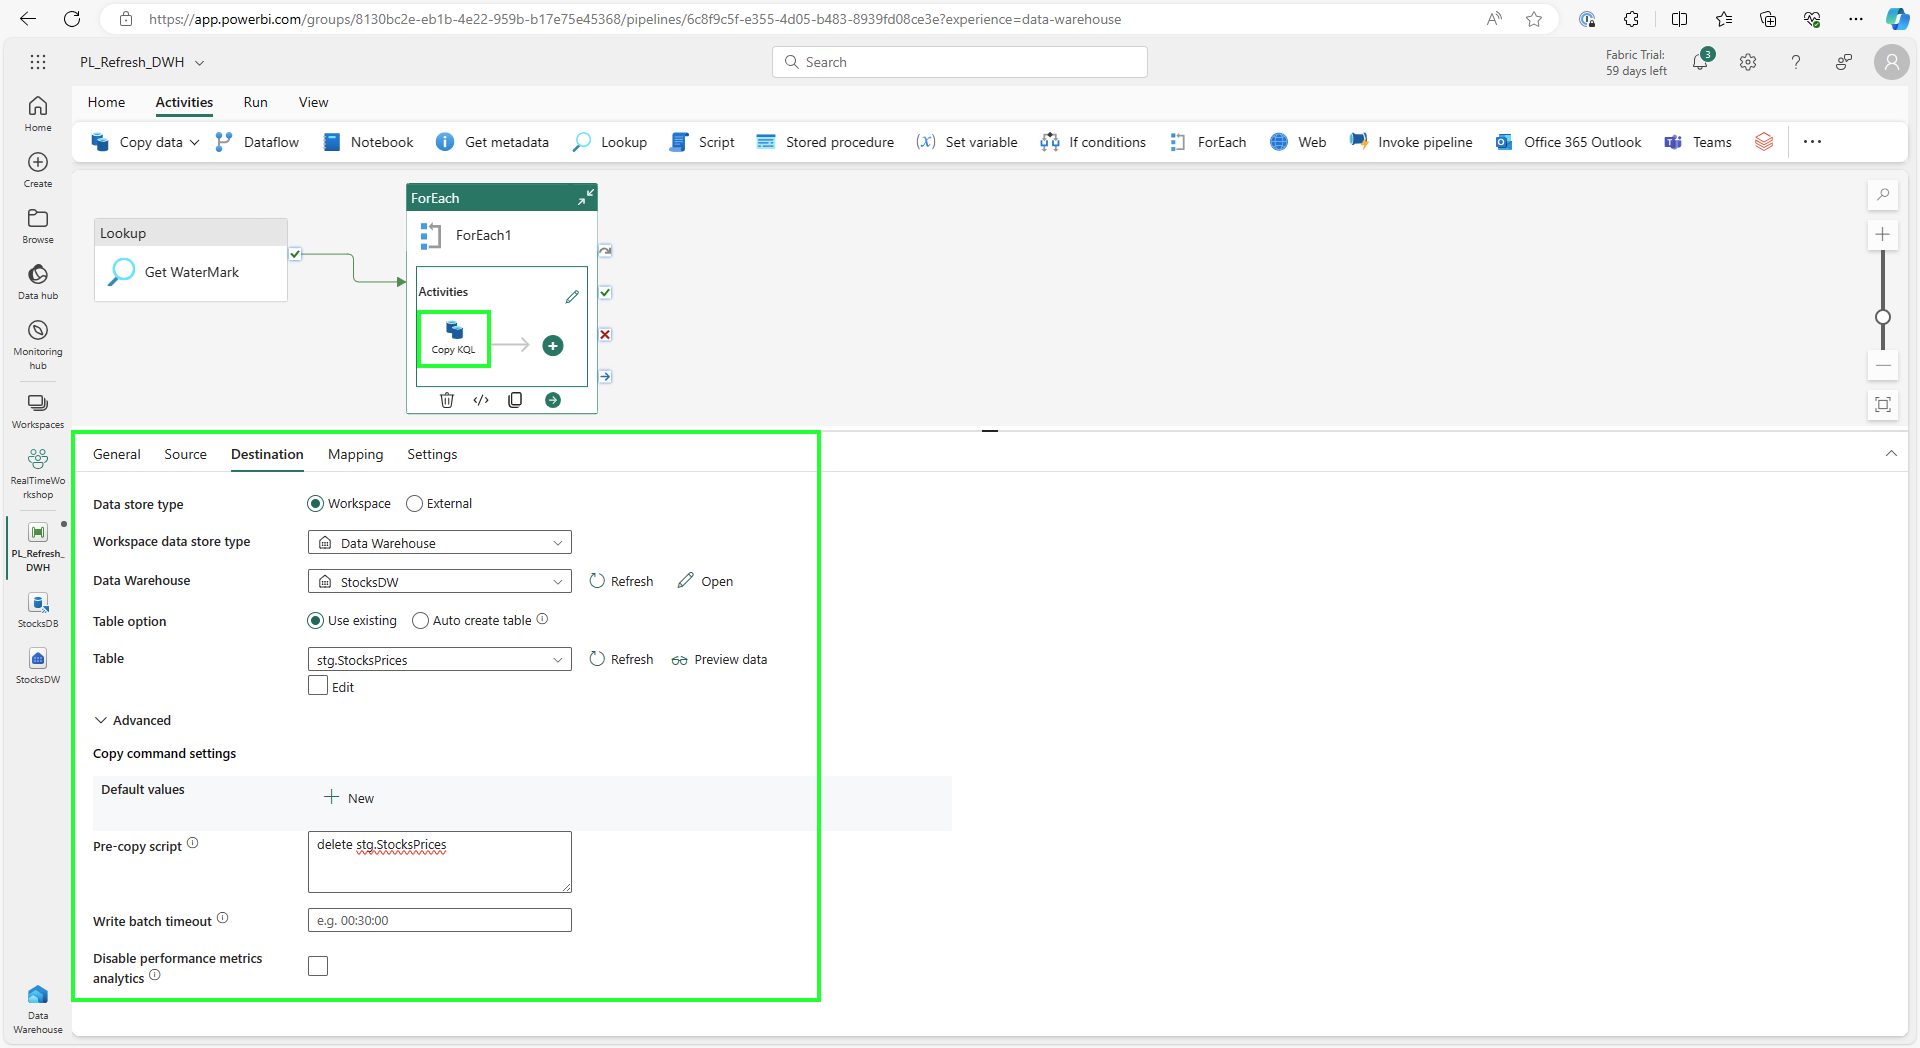 https://app.powerbi.com/groups/8130bc2e-eb1b-4e22-959b-b17e75e45368/pipelines/6c8f9c5f-e355-4d05-b483-8939fd08ce3e?experience=data-warehouse
PL_Refresh_DWH
Search
Fabric Trial:
59 days left
3
Home
Activities
Run
View
Copy data
Dataflow
Notebook
Get metadata
Lookup
Script
Stored procedure
(x) Set variable
If conditions
ForEach
Web
Invoke pipeline
Office 365 Outlook
Teams
Home
Create
Browse
Data hub
Monitoring
hub
Workspaces
RealTimeWo
rkshop
PL_Refresh_
DWH
StocksDB
StocksDW
Data
Warehouse
Lookup
Get WaterMark
ForEach
ForEach1
Activities
Copy KQL
General
Source
Destination
Mapping
Settings
Data store type
Workspace
External
Workspace data store type
Data Warehouse
Data Warehouse
StocksDW
Refresh
Open
Table option
Use existing
Auto create table
Table
stg.StocksPrices
Refresh
Preview data
Edit
Advanced
Copy command settings
Default values
New
Pre-copy script
delete stg.StocksPrices
Write batch timeout
e.g. 00:30:00
Disable performance metrics
analytics